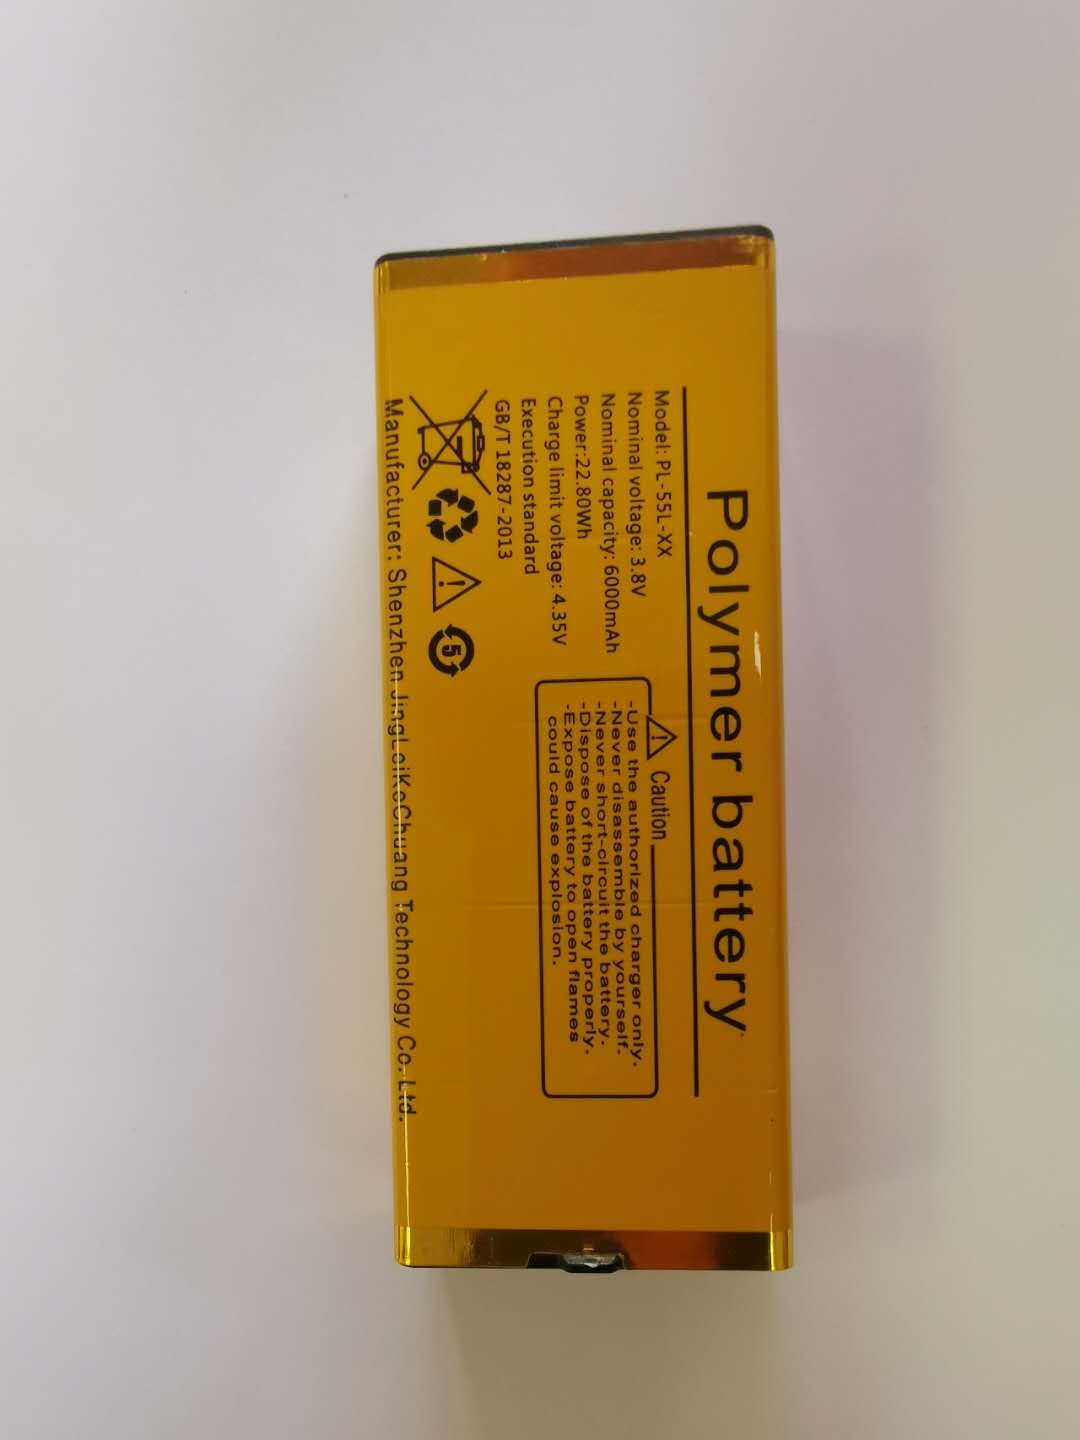 Polymer battery
Model: PL-55L-XX
Nominal voltage: 3.8V
Nominal capacity: 6000mAh
Power:22.80Wh
Charge limit voltage: 4.35V
Execution standard
GB/T 18287-2013
Caution
-Use the authorized charger only.
-Never disassemble by yourself.
-Never short-circuit the battery.
-Dispose of the battery properly.
-Expose battery to open flames
could cause explosion.
5
Manufacturer: Shenzhen JingLeiKeChuang Technology Co. Ltd.